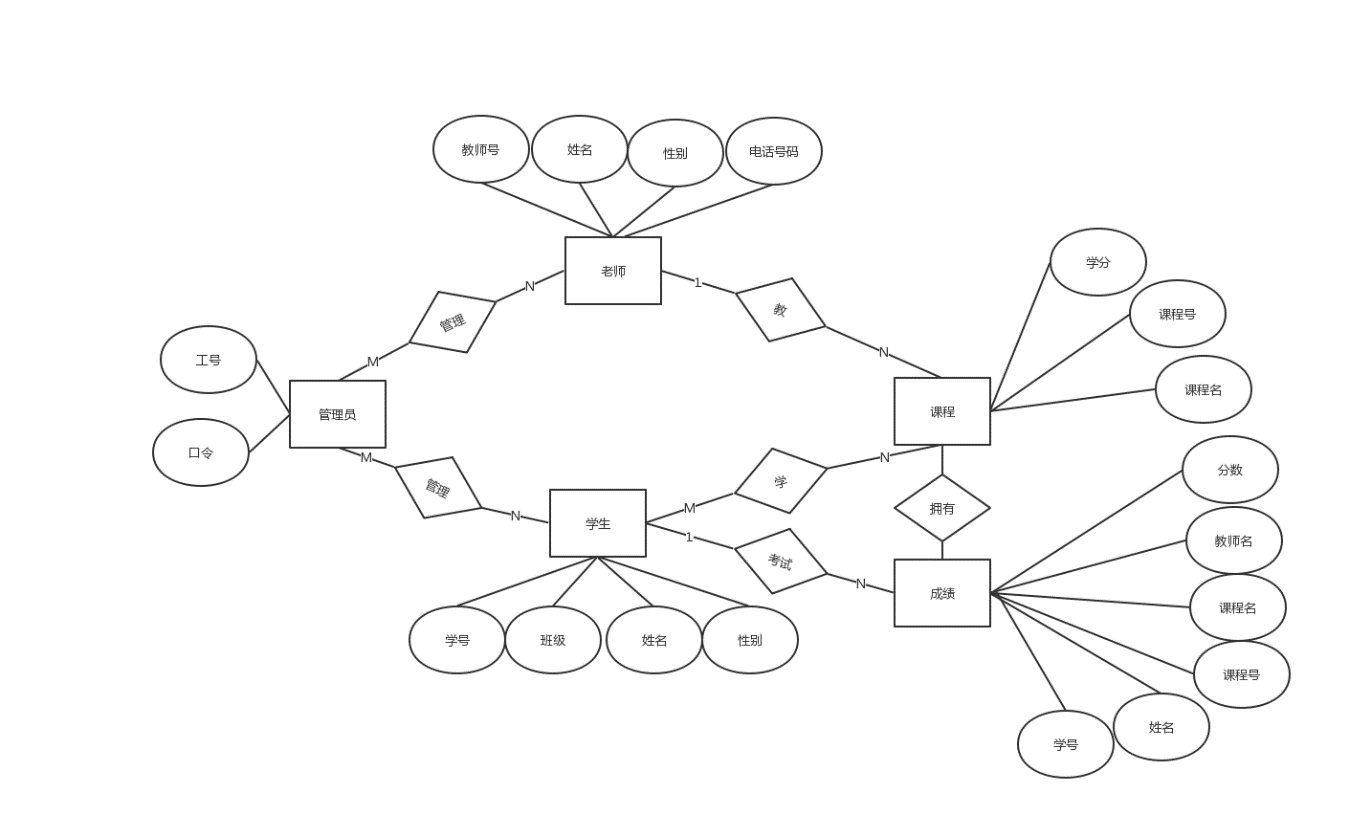 教师号
姓名
性别
电话号码
老师
N
管理
M
1
教
N
学分
课程号
课程名
工号
口令
管理员
课程
M
管理
N
学生
M
学
N
1
考试
N
拥有
成绩
分数
教师名
课程名
课程号
姓名
学号
学号
班级
姓名
性别